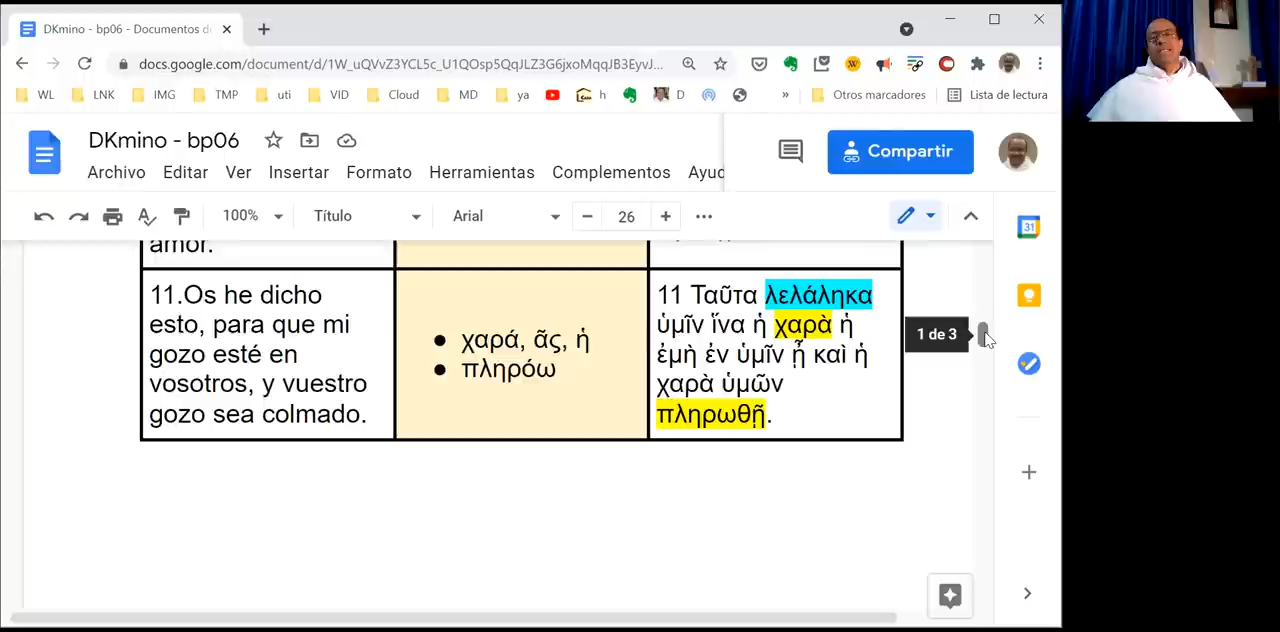 DKmino - bp06 - Documentos d
docs.google.com/document/d/1W_uQVvZ3YCL5c_U1QOsp5QqJLZ3G6jxoMqqJB3EyvJ...
WL LNK IMG TMP uti VID Cloud MD ya h D » Otros marcadores Lista de lectura
DKmino - bp06
Compartir
Archivo Editar Ver Insertar Formato Herramientas Complementos Ayud
100% Título Arial 26
31
amor.
11.Os he dicho
esto, para que mi
gozo esté en
vosotros, y vuestro
gozo sea colmado.
● χαρά, ᾶς, ἡ
● πληρόω
11 Ταῦτα λελάληκα
ὑμῖν ἵνα ἡ χαρὰ ἡ
ἐμὴ ἐν ὑμῖν ᾖ καὶ ἡ
χαρὰ ὑμῶν
πληρωθῇ.
1 de 3